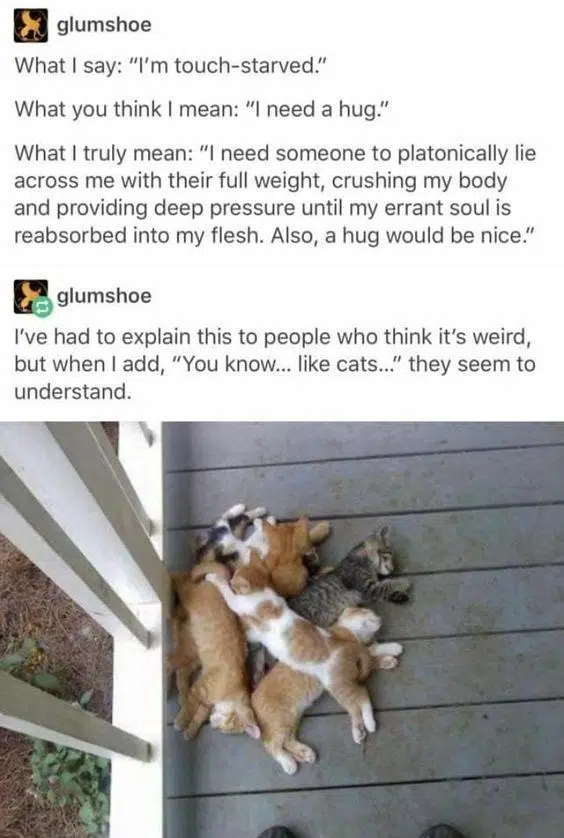 glumshoe
What I say: “I’m touch-starved.”
What you think I mean: “I need a hug.”
What I truly mean: “I need someone to platonically lie
across me with their full weight, crushing my body
and providing deep pressure until my errant soul is
reabsorbed into my flesh. Also, a hug would be nice.”
glumshoe
I’ve had to explain this to people who think it’s weird,
but when I add, “You know... like cats...” they seem to
understand.